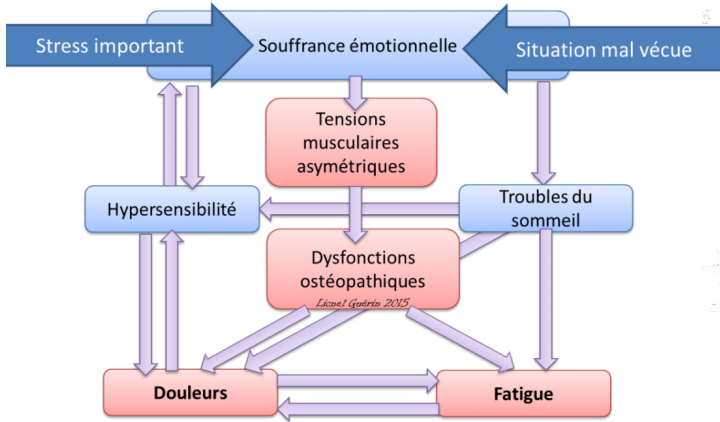 Stress important
Souffrance émotionnelle
Situation mal vécue
Tensions
musculaires
asymétriques
Hypersensibilité
Troubles du
sommeil
Dysfonctions
ostéopathiques
Lionel Guérin 2015
Douleurs
Fatigue